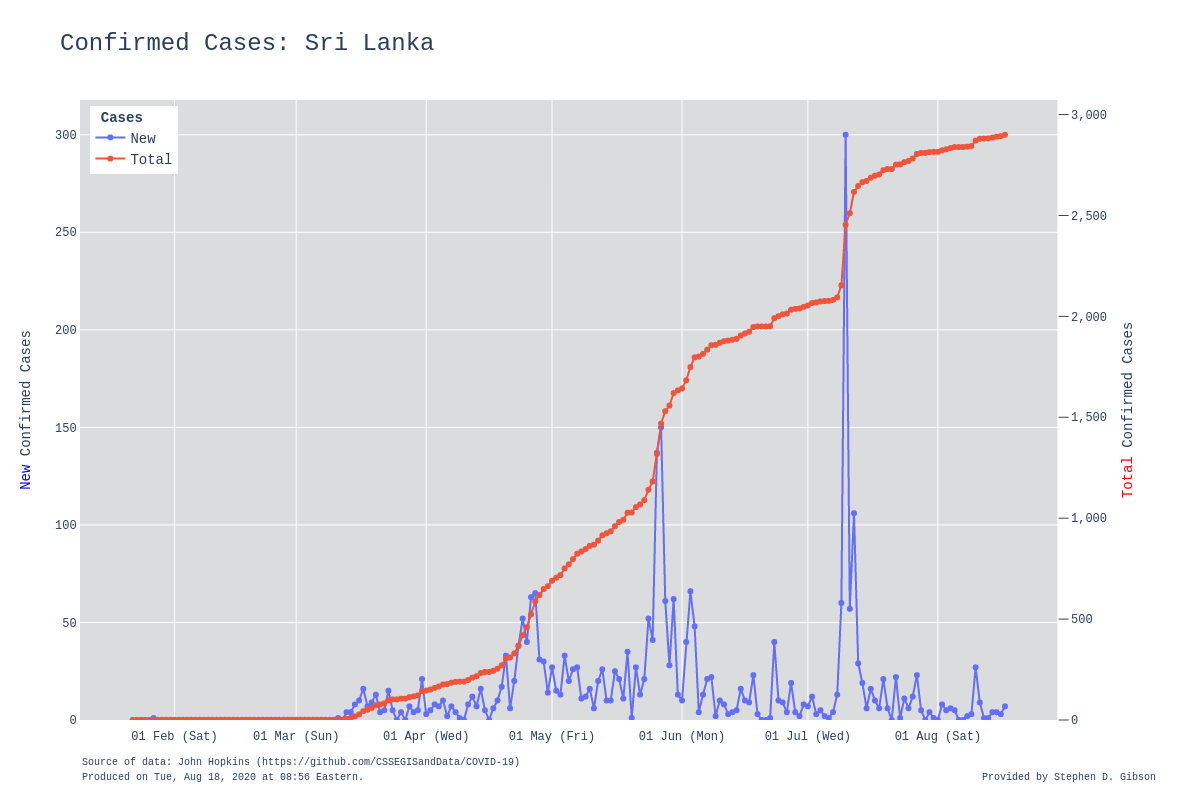 Confirmed Cases: Sri Lanka
Cases
New
Total
300
250
200
150
100
50
0
3,000
2,500
2,000
1,500
1,000
500
0
New Confirmed Cases
Total Confirmed Cases
01 Feb (Sat) 01 Mar (Sun) 01 Apr (Wed) 01 May (Fri) 01 Jun (Mon) 01 Jul (Wed) 01 Aug (Sat)
Source of data: John Hopkins (https://github.com/CSSEGISandData/COVID-19)
Produced on Tue, Aug 18, 2020 at 08:56 Eastern.
Provided by Stephen D. Gibson